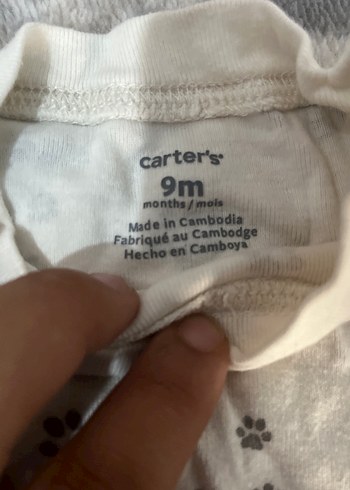 carter's
9m
months / mois
Made in Cambodia
Fabriqué au Cambodge
Hecho en Camboya